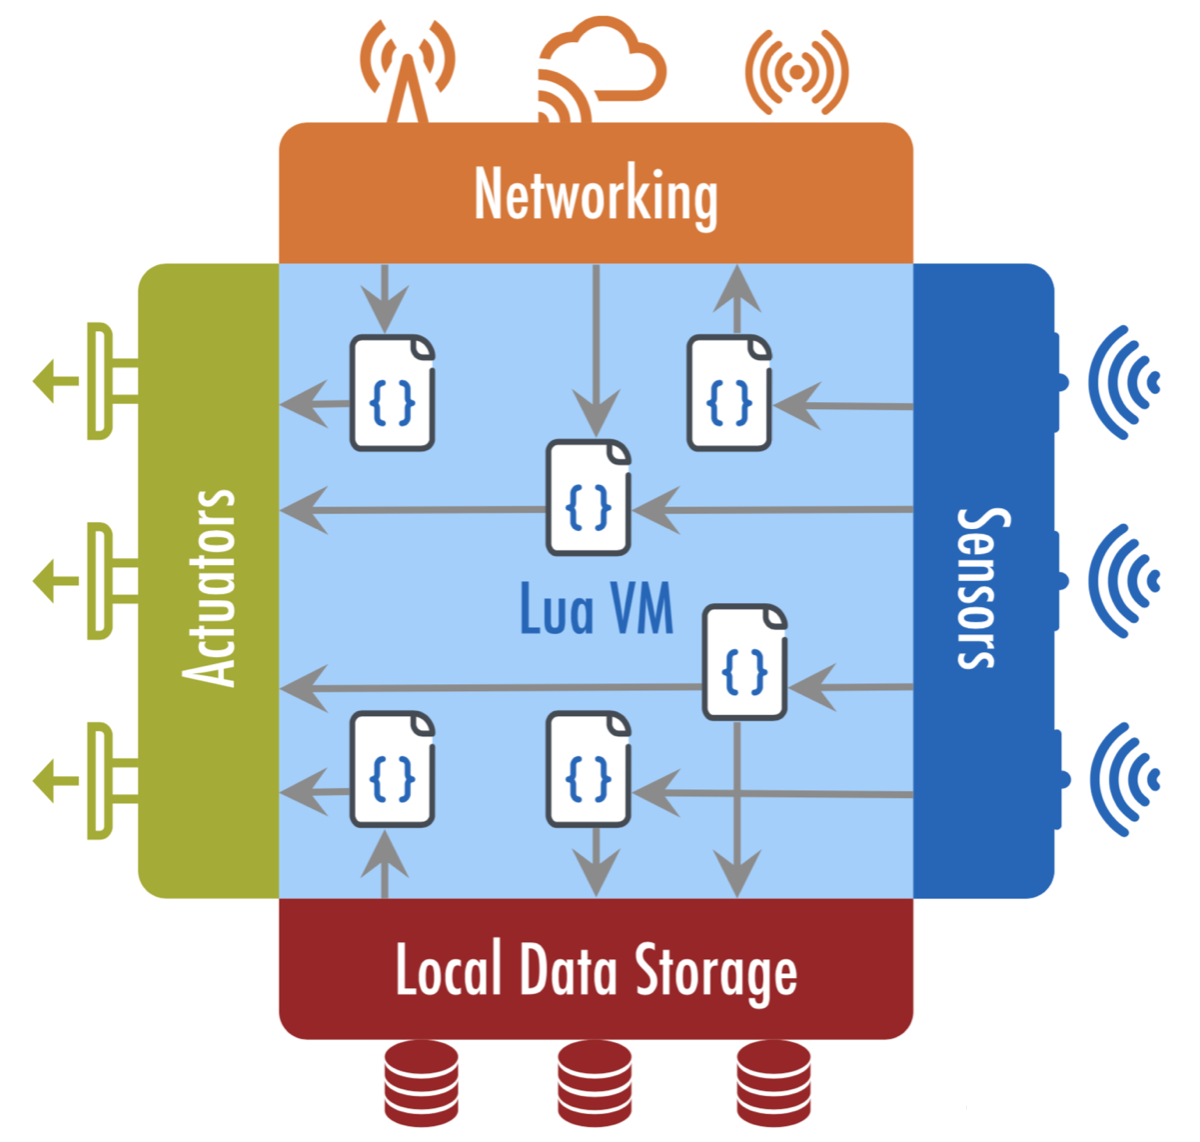 Networking
{ }
{ }
{ }
Actuators
Lua VM
Sensors
{ }
{ }
{ }
Local Data Storage